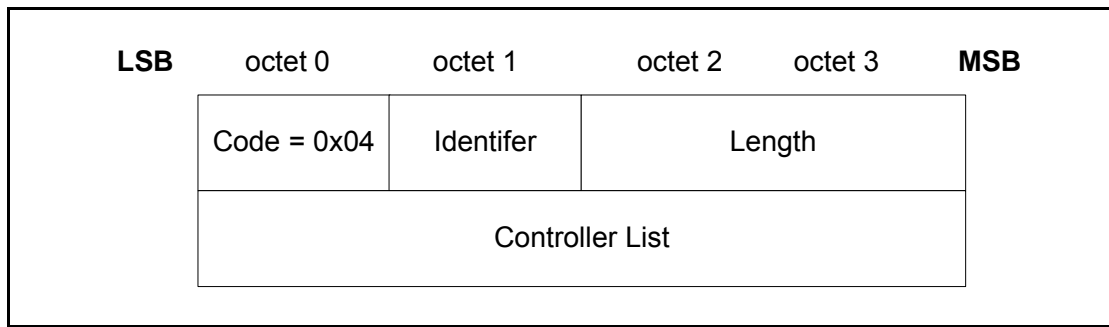 LSB octet 0 octet 1 octet 2 octet 3 MSB
Code = 0x04 Identifer Length
Controller List